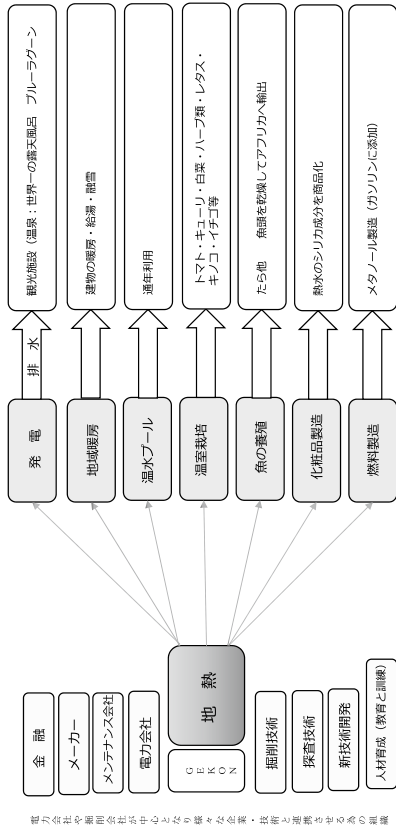 電力会社や掘削会社が中心となり様々な企業・技術と連携させる為の組織
金　融
メーカー
メンテナンス会社
電力会社
GEKON
地　熱
掘削技術
探査技術
新技術開発
人材育成（教育と訓練）
発　電
排　水
観光施設（温泉：世界一の露天風呂　ブルーラグーン
地域暖房
建物の暖房・給湯・融雪
温水プール
通年利用
温室栽培
トマト・キューリ・白菜・ハーブ類・レタス・
キノコ・イチゴ等
魚の養殖
たら他　　魚頭を乾燥してアフリカへ輸出
化粧品製造
熱水のシリカ成分を商品化
燃料製造
メタノール製造（ガソリンに添加）